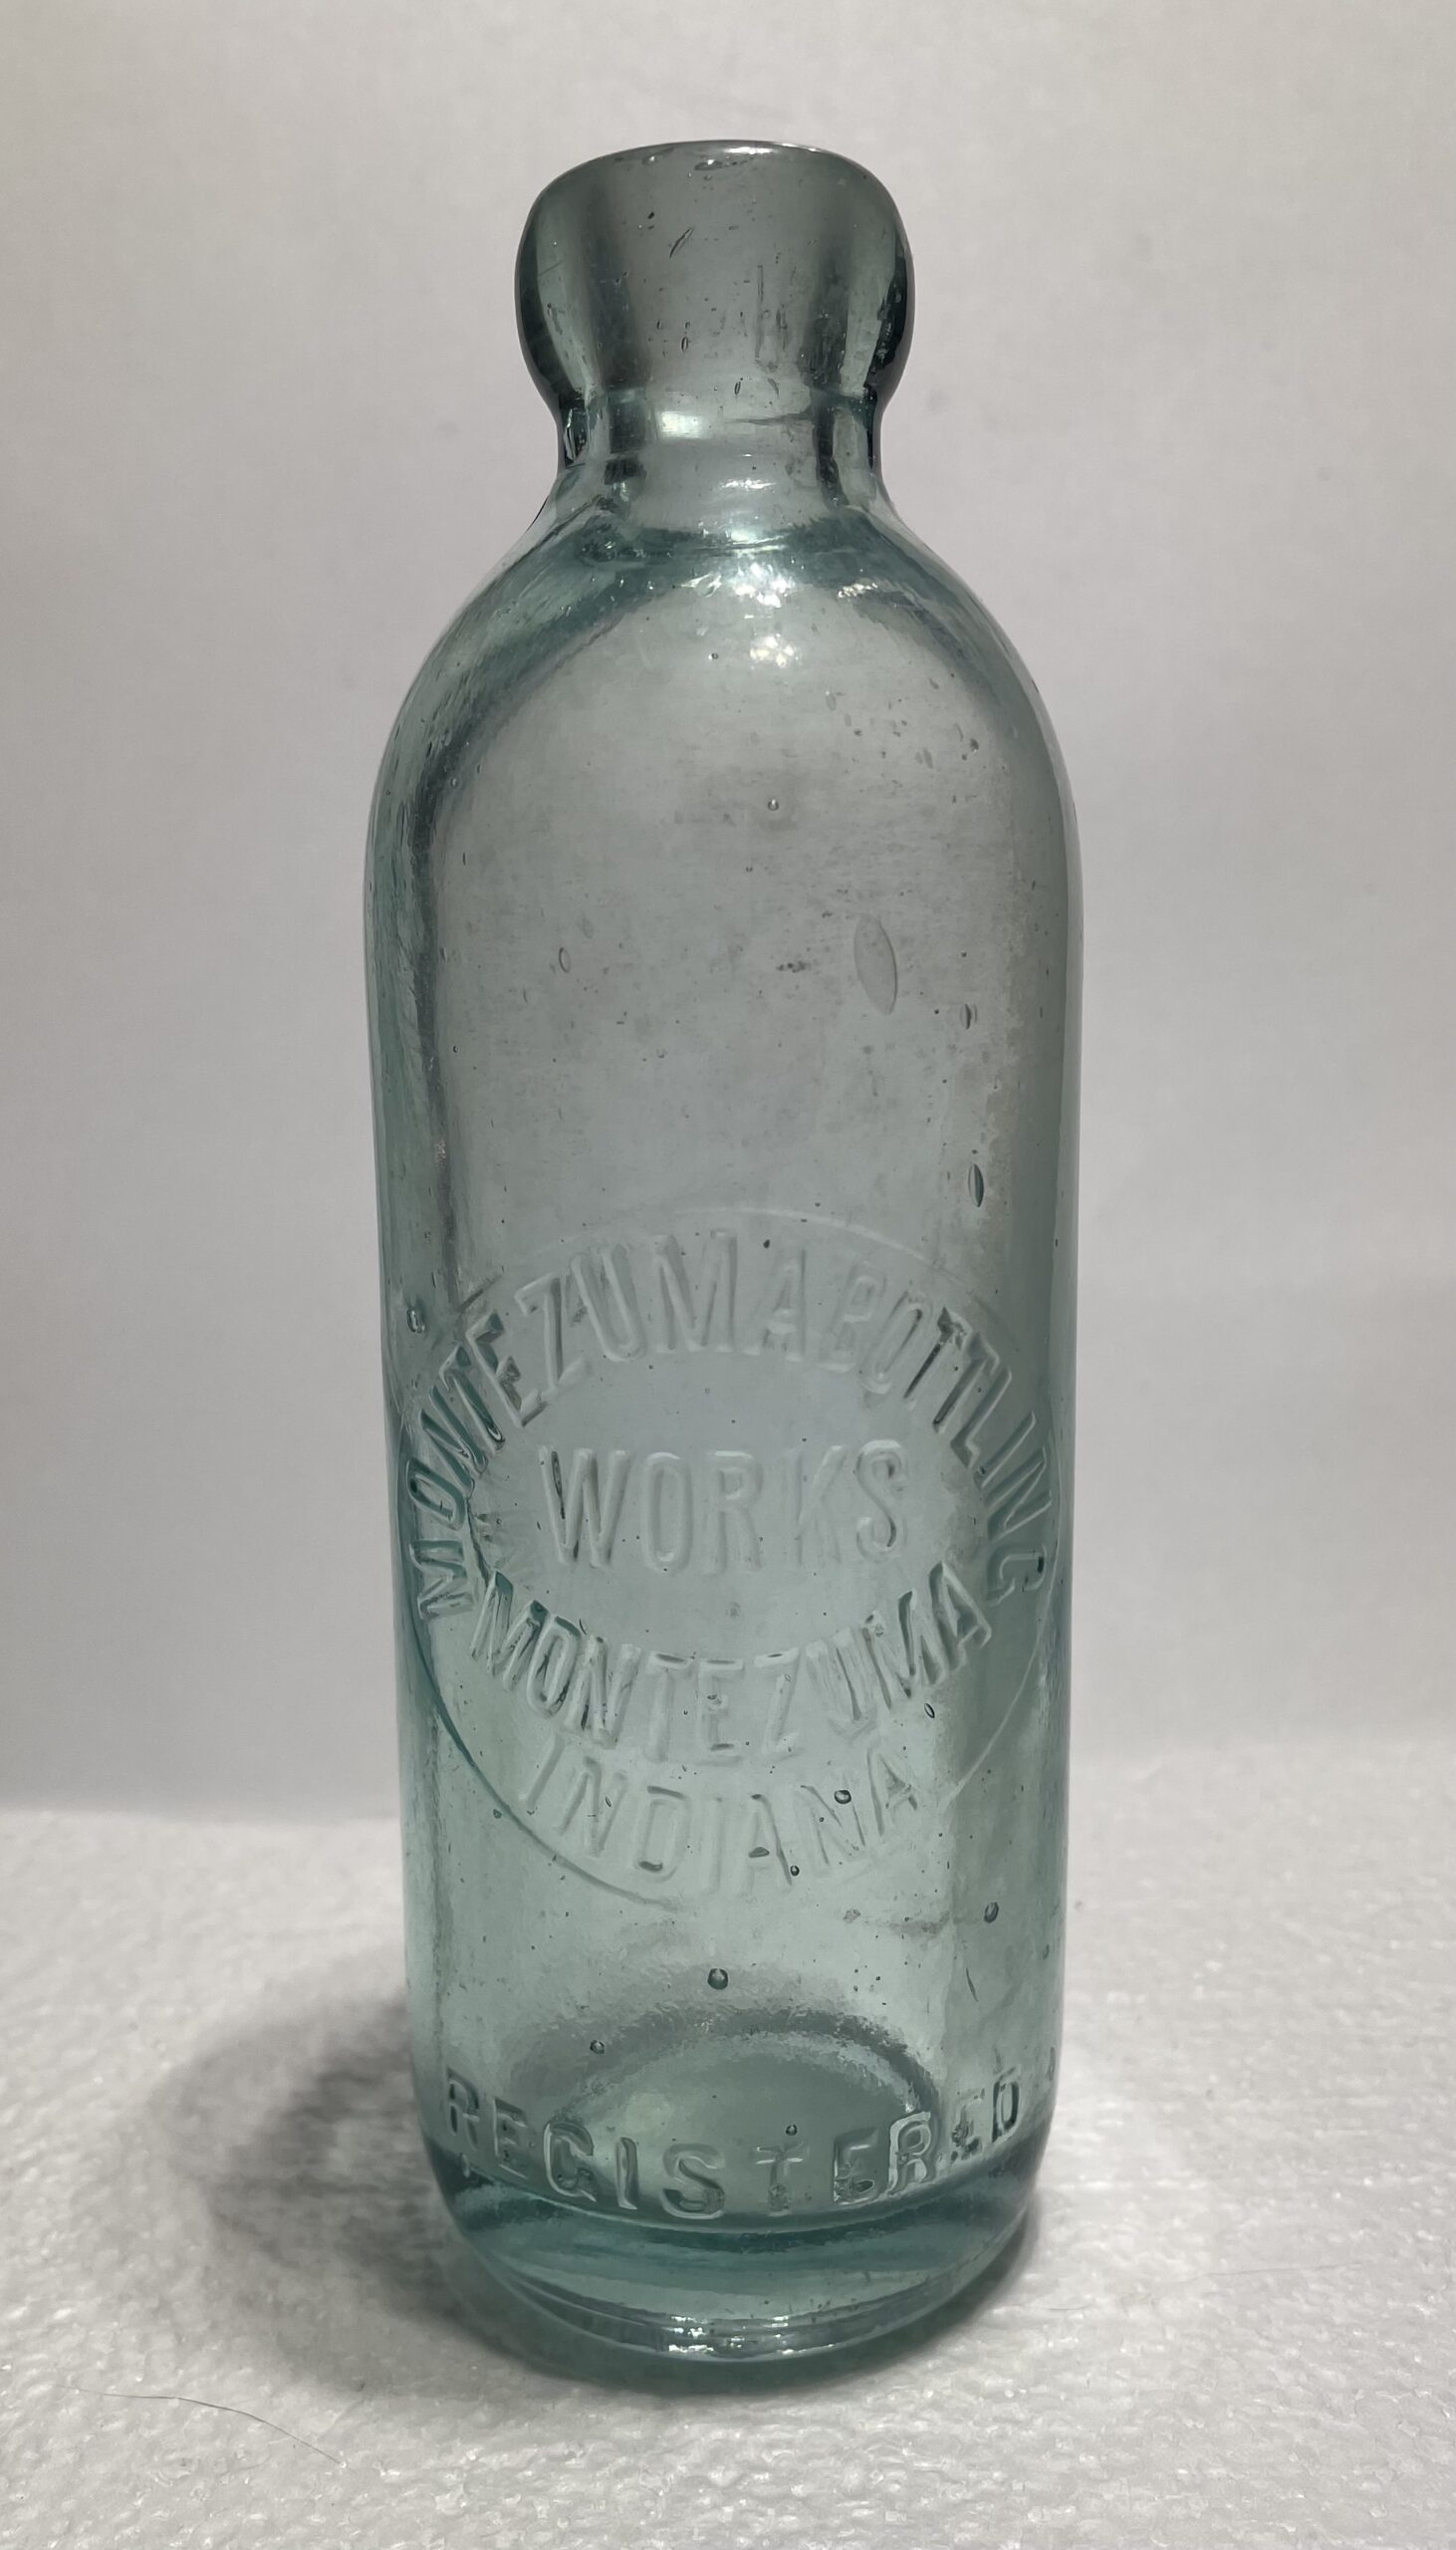 MONTEZUMA BOTTLING
WORKS
MONTEZUMA
INDIANA
REGISTERED